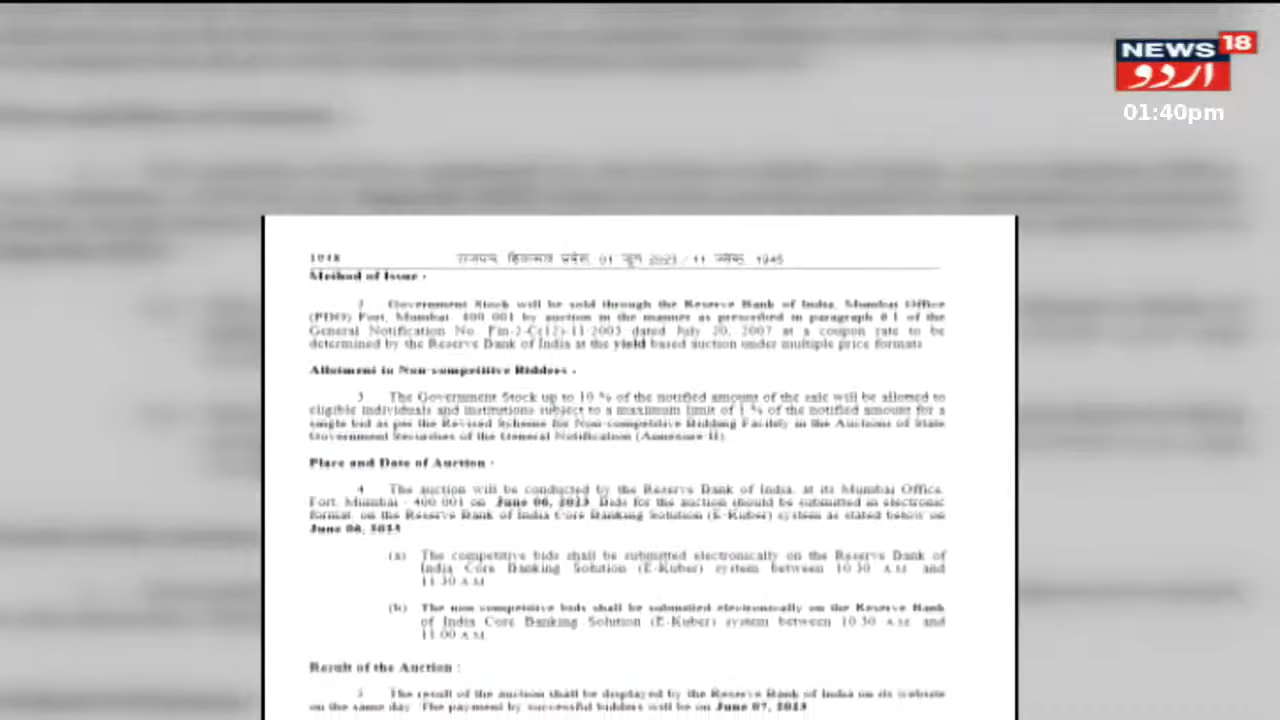 NEWS 18
اردو
01:40pm
1048 राजपत्र, हिमाचल प्रदेश, 01 जून 2023 / 11 ज्येष्ठ, 1945
Method of Issue -
2 Government Stock will be sold through the Reserve Bank of India, Mumbai Office
(PDO) Fort, Mumbai- 400 001 by auction in the manner as prescribed in paragraph 6.1 of the
General Notification No. Fin-2-C(12)-11/2003 dated July 20, 2007 at a coupon rate to be
determined by the Reserve Bank of India at the yield based auction under multiple price formats
Allotment to Non-competitive Bidders -
3 The Government Stock up to 10 % of the notified amount of the sale will be allotted to
eligible individuals and institutions subject to a maximum limit of 1 % of the notified amount for a
single bid as per the Revised Scheme for Non-competitive Bidding Facility in the Auctions of State
Government Securities of the General Notification (Annexure-II).
Place and Date of Auction -
4 The auction will be conducted by the Reserve Bank of India, at its Mumbai Office,
Fort, Mumbai - 400 001 on June 06, 2023. Bids for the auction should be submitted in electronic
format, on the Reserve Bank of India Core Banking Solution (E-Kuber) system as stated below on
June 06, 2023
(a) The competitive bids shall be submitted electronically on the Reserve Bank of
India Core Banking Solution (E-Kuber) system between 10.30 A.M. and
11.30 A.M
(b) The non-competitive bids shall be submitted electronically on the Reserve Bank
of India Core Banking Solution (E-Kuber) system between 10.30 A.M. and
11.00 A.M
Result of the Auction :
5 The result of the auction shall be displayed by the Reserve Bank of India on its website
on the same day. The payment by successful bidders will be on June 07, 2023